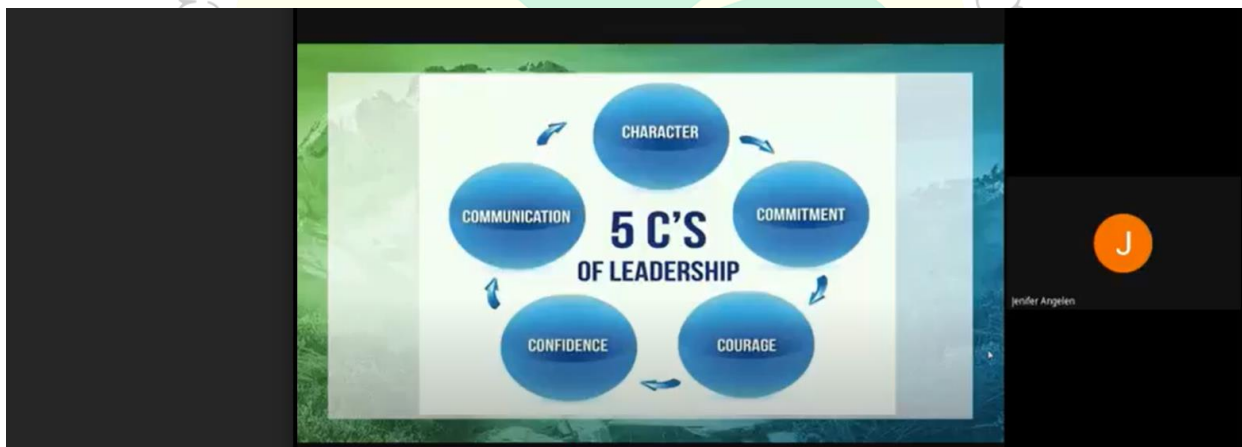 CHARACTER
COMMUNICATION
COMMITMENT
5 C'S
OF LEADERSHIP
CONFIDENCE
COURAGE
J
Jenifer Angelen